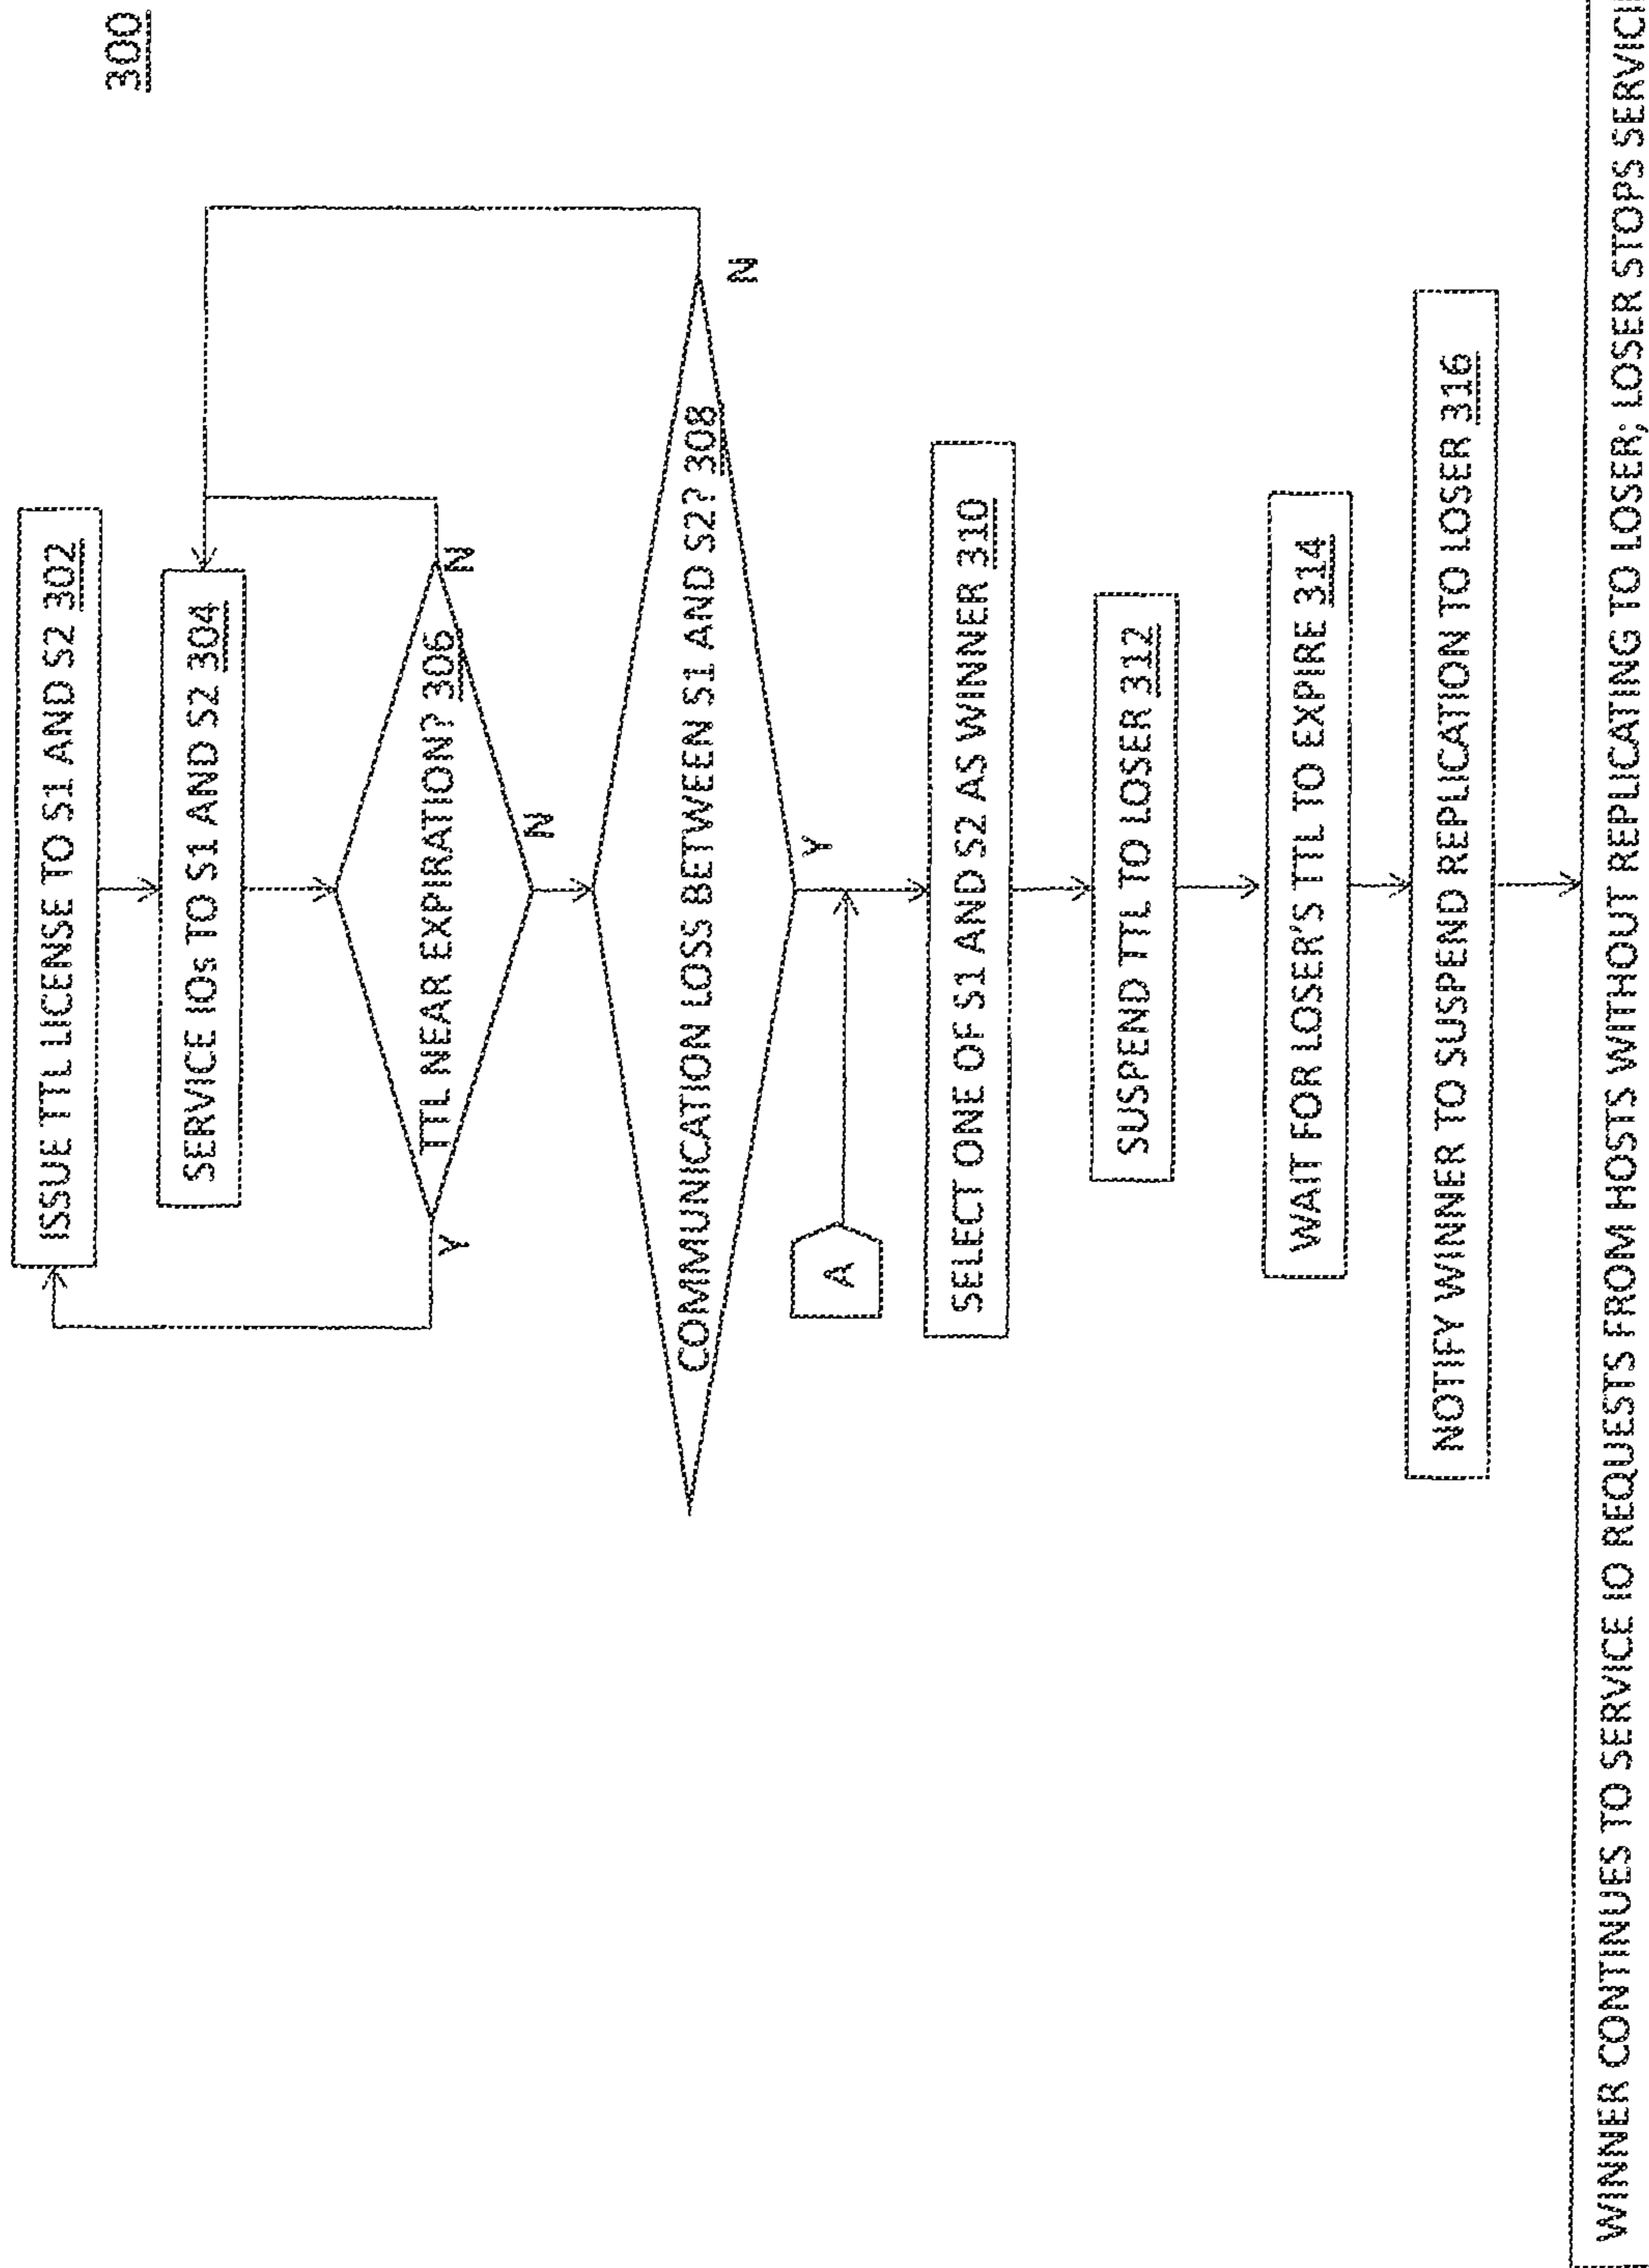 300
ISSUE TTL LICENSE TO S1 AND S2 302
SERVICE IOs TO S1 AND S2 304
TTL NEAR EXPIRATION? 306
Y
N
N
COMMUNICATION LOSS BETWEEN S1 AND S2? 308
N
Y
A
SELECT ONE OF S1 AND S2 AS WINNER 310
SUSPEND TTL TO LOSER 312
WAIT FOR LOSER'S TTL TO EXPIRE 314
NOTIFY WINNER TO SUSPEND REPLICATION TO LOSER 316
WINNER CONTINUES TO SERVICE IO REQUESTS FROM HOSTS WITHOUT REPLICATING TO LOSER; LOSER STOPS